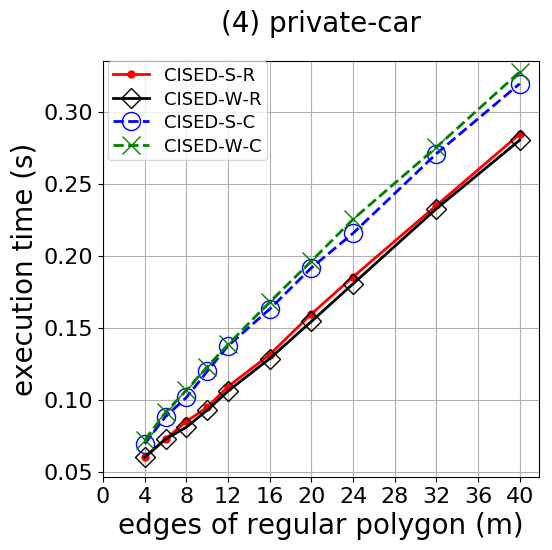 (4) private-car
CISED-S-R
CISED-W-R
CISED-S-C
CISED-W-C
execution time (s)
0.30
0.25
0.20
0.15
0.10
0.05
0 4 8 12 16 20 24 28 32 36 40
edges of regular polygon (m)